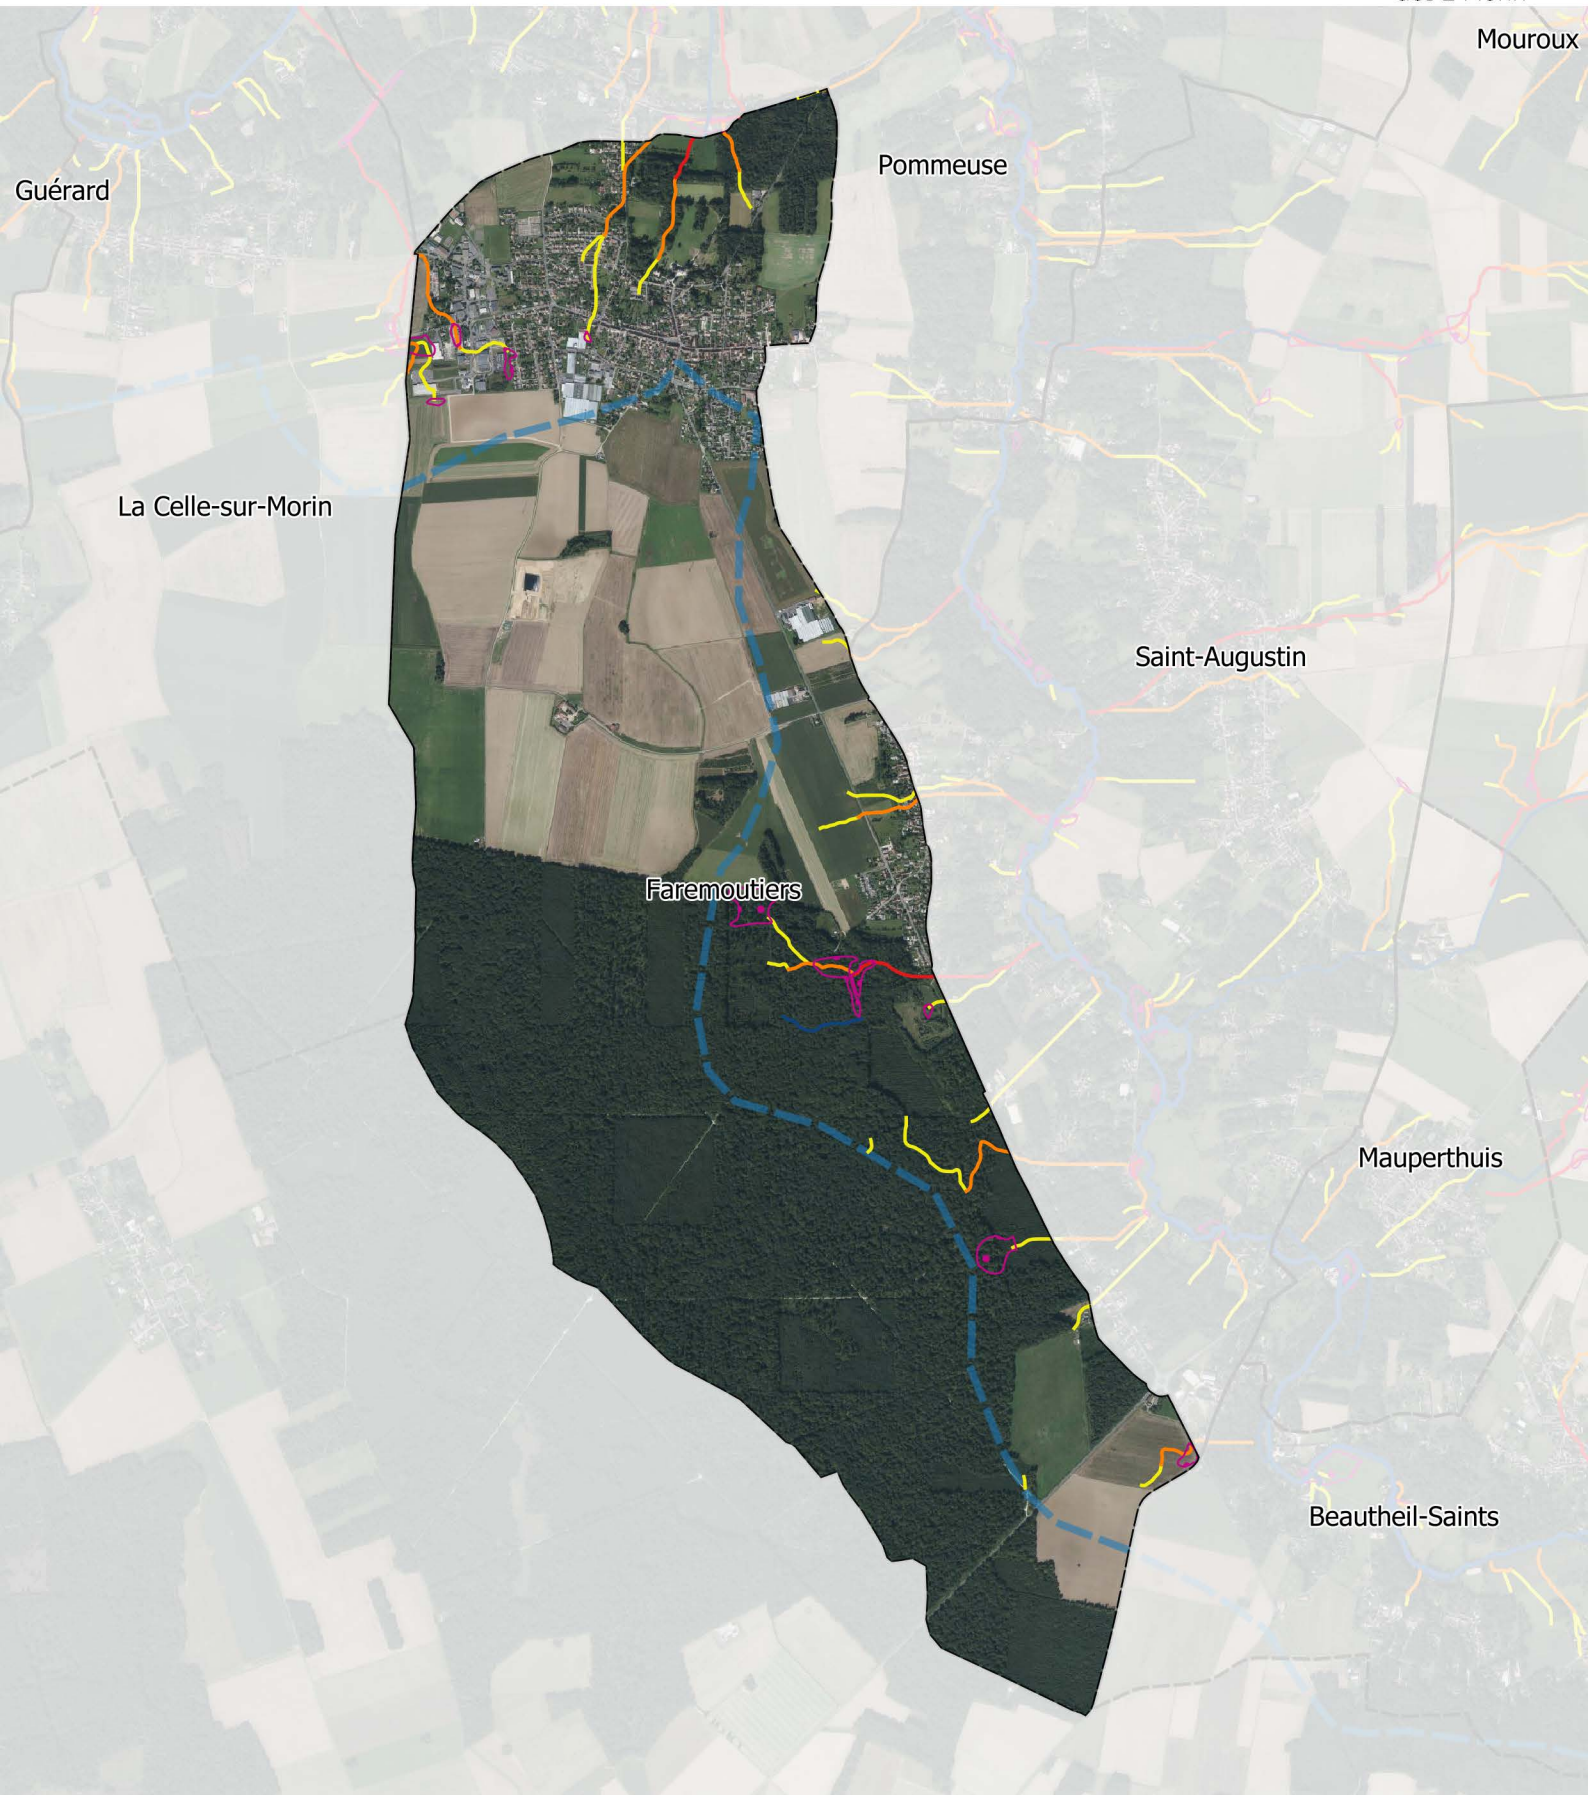 Mouroux
Pommeuse
Guérard
La Celle-sur-Morin
Saint-Augustin
Faremoutiers
Mauperthuis
Beautheil-Saints